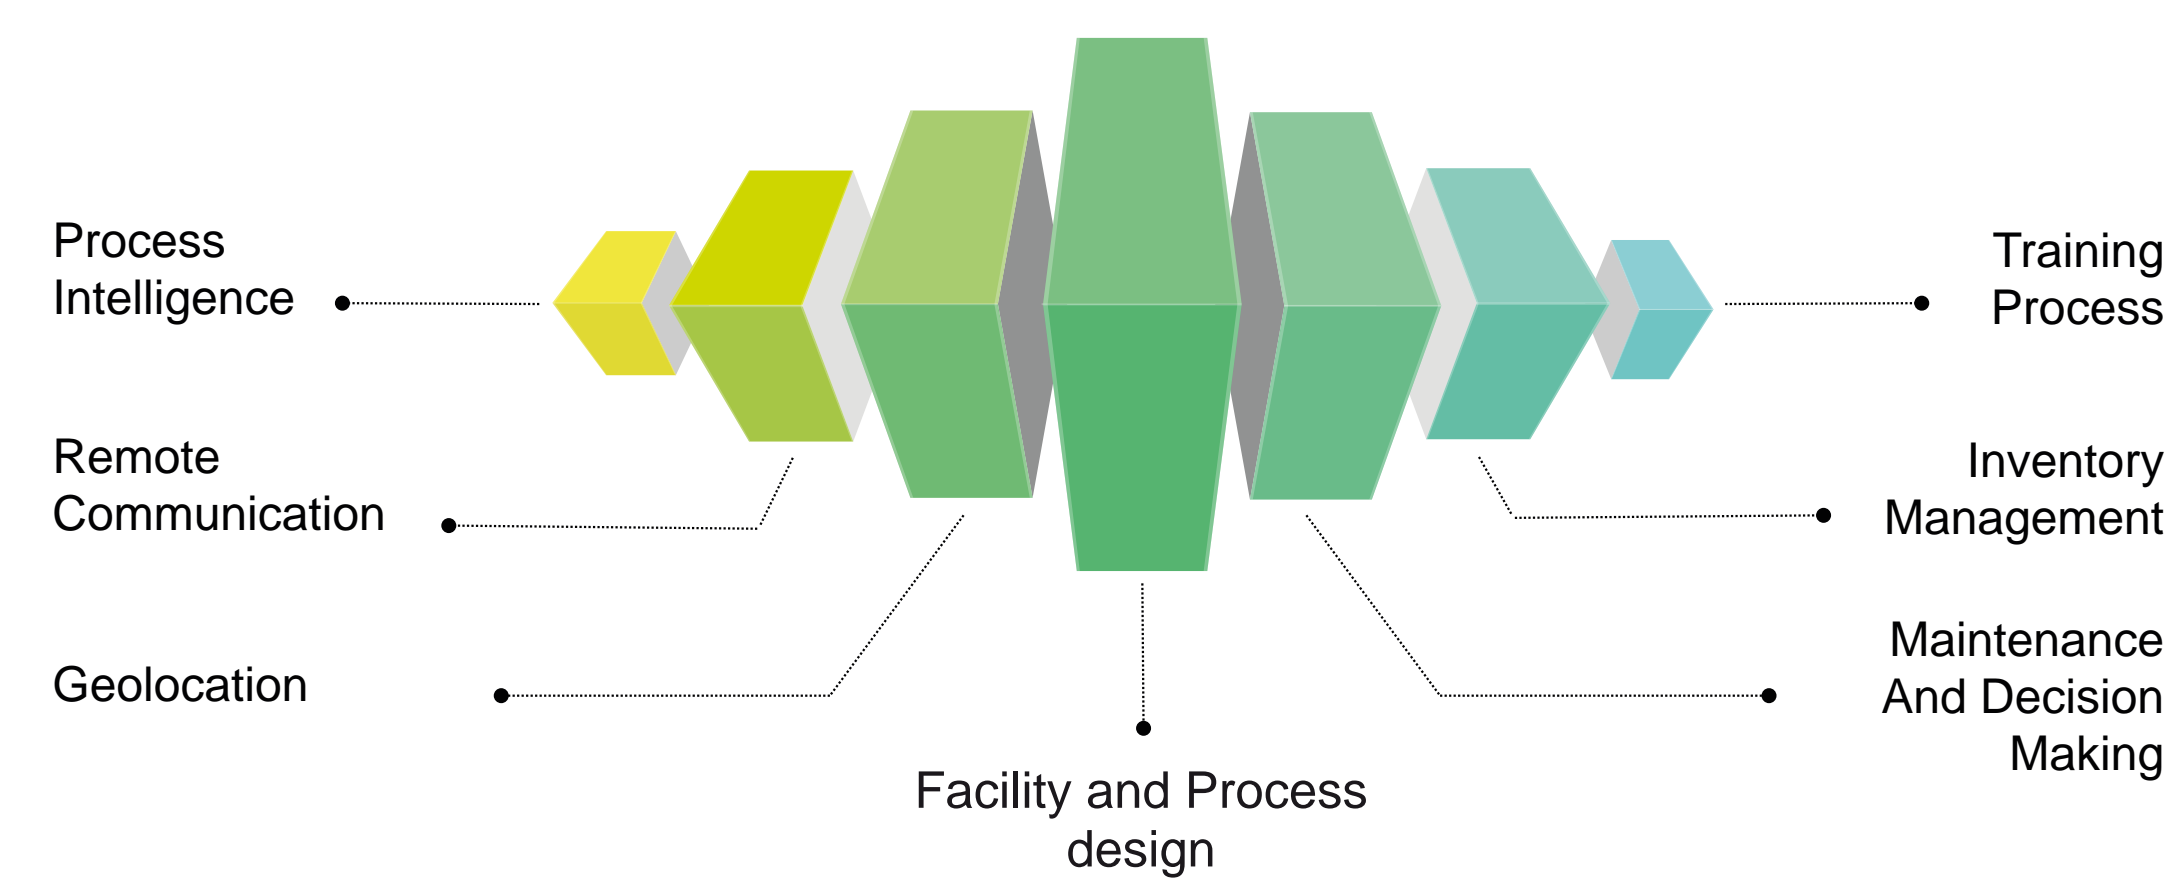 Process
Intelligence
Remote
Communication
Geolocation
Facility and Process
design
Training
Process
Inventory
Management
Maintenance
And Decision
Making